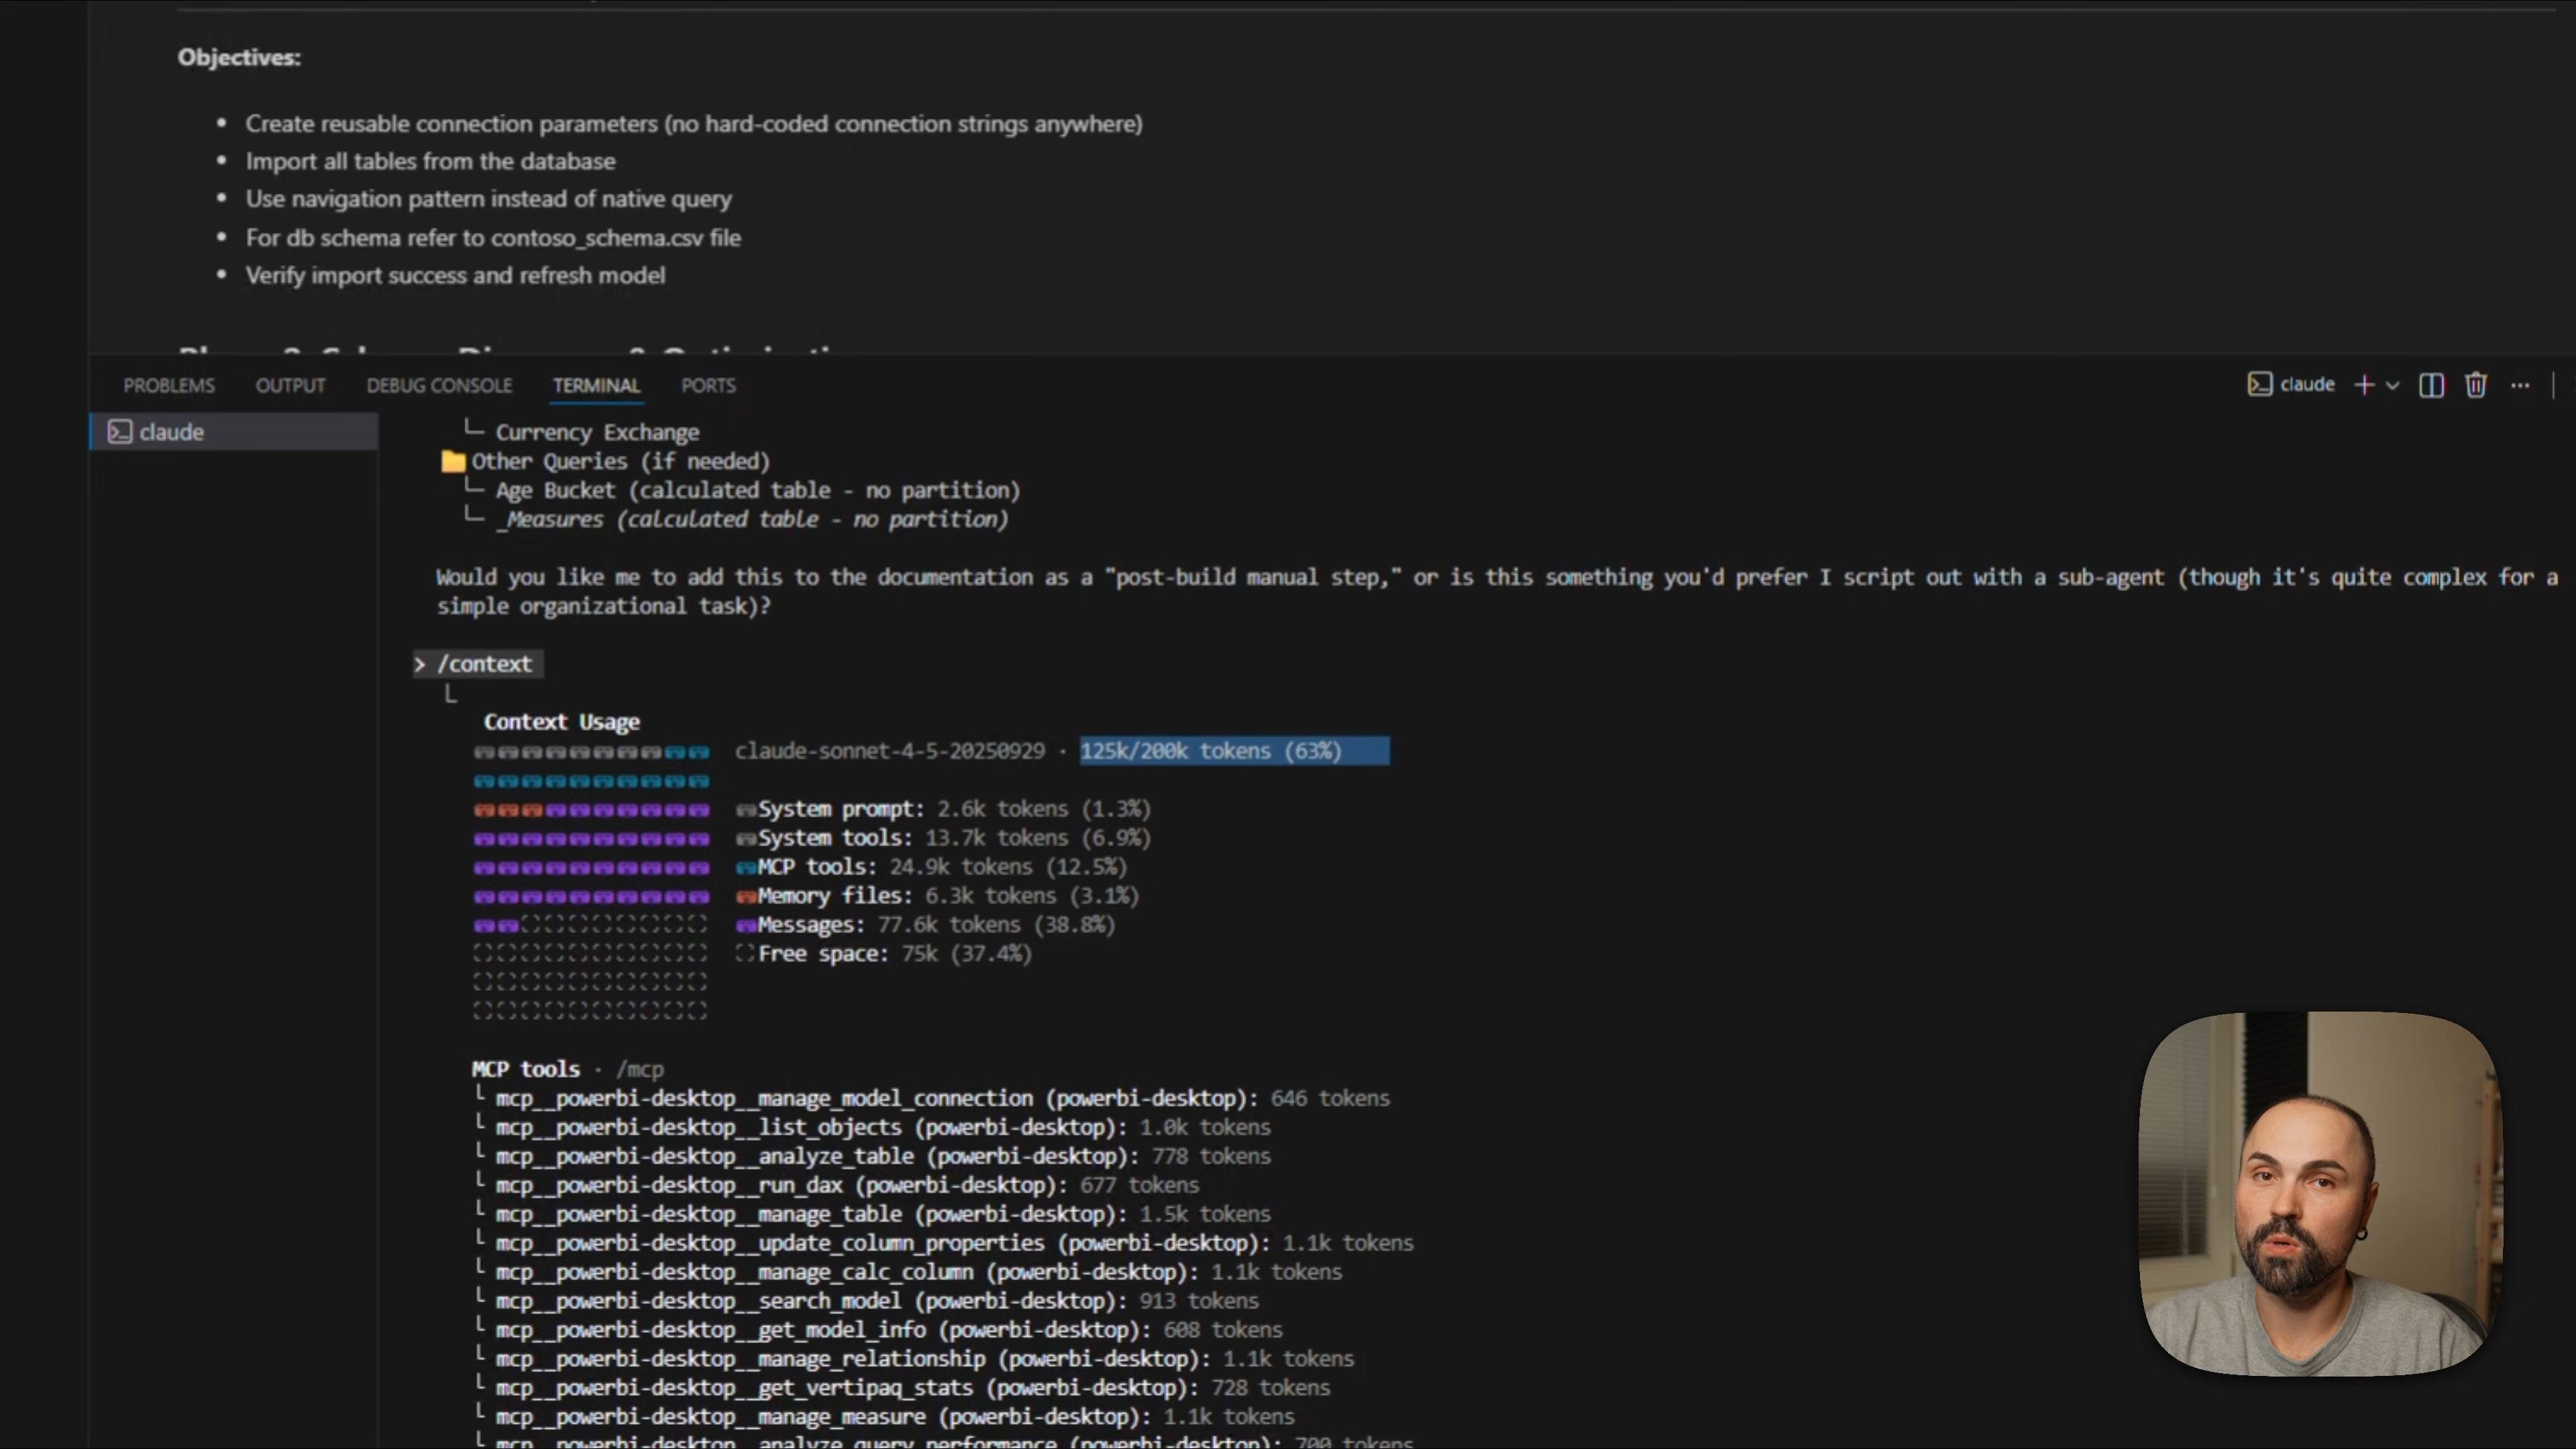 Objectives:
• Create reusable connection parameters (no hard-coded connection strings anywhere)
• Import all tables from the database
• Use navigation pattern instead of native query
• For db schema refer to contoso_schema.csv file
• Verify import success and refresh model
PROBLEMS OUTPUT DEBUG CONSOLE TERMINAL PORTS claude
claude
└─ Currency Exchange
Other Queries (if needed)
└─ Age Bucket (calculated table - no partition)
└─ _Measures (calculated table - no partition)
Would you like me to add this to the documentation as a "post-build manual step," or is this something you'd prefer I script out with a sub-agent (though it's quite complex for a
simple organizational task)?
> /context
Context Usage
claude-sonnet-4-5-20250929 · 125k/200k tokens (63%)
System prompt: 2.6k tokens (1.3%)
System tools: 13.7k tokens (6.9%)
MCP tools: 24.9k tokens (12.5%)
Memory files: 6.3k tokens (3.1%)
Messages: 77.6k tokens (38.8%)
Free space: 75k (37.4%)
MCP tools · /mcp
└ mcp__powerbi-desktop__manage_model_connection (powerbi-desktop): 646 tokens
└ mcp__powerbi-desktop__list_objects (powerbi-desktop): 1.0k tokens
└ mcp__powerbi-desktop__analyze_table (powerbi-desktop): 778 tokens
└ mcp__powerbi-desktop__run_dax (powerbi-desktop): 677 tokens
└ mcp__powerbi-desktop__manage_table (powerbi-desktop): 1.5k tokens
└ mcp__powerbi-desktop__update_column_properties (powerbi-desktop): 1.1k tokens
└ mcp__powerbi-desktop__manage_calc_column (powerbi-desktop): 1.1k tokens
└ mcp__powerbi-desktop__search_model (powerbi-desktop): 913 tokens
└ mcp__powerbi-desktop__get_model_info (powerbi-desktop): 608 tokens
└ mcp__powerbi-desktop__manage_relationship (powerbi-desktop): 1.1k tokens
└ mcp__powerbi-desktop__get_vertipaq_stats (powerbi-desktop): 728 tokens
└ mcp__powerbi-desktop__manage_measure (powerbi-desktop): 1.1k tokens
└ mcp__powerbi-desktop__analyze_query_performance (powerbi-desktop): 700 tokens